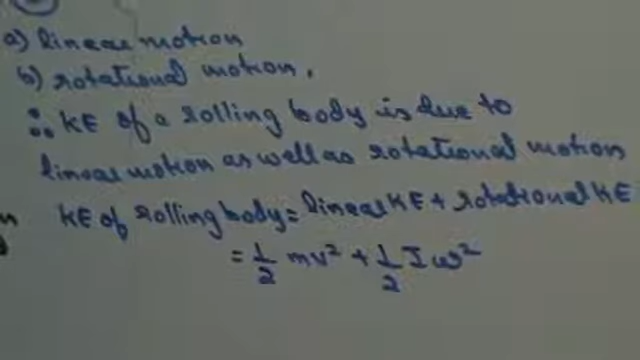 a) linear motion
b) rotational motion.
∴ KE of a rolling body is due to
linear motion as well as rotational motion
KE of rolling body = linear KE + rotational KE
= 1/2 mv² + 1/2 I ω²